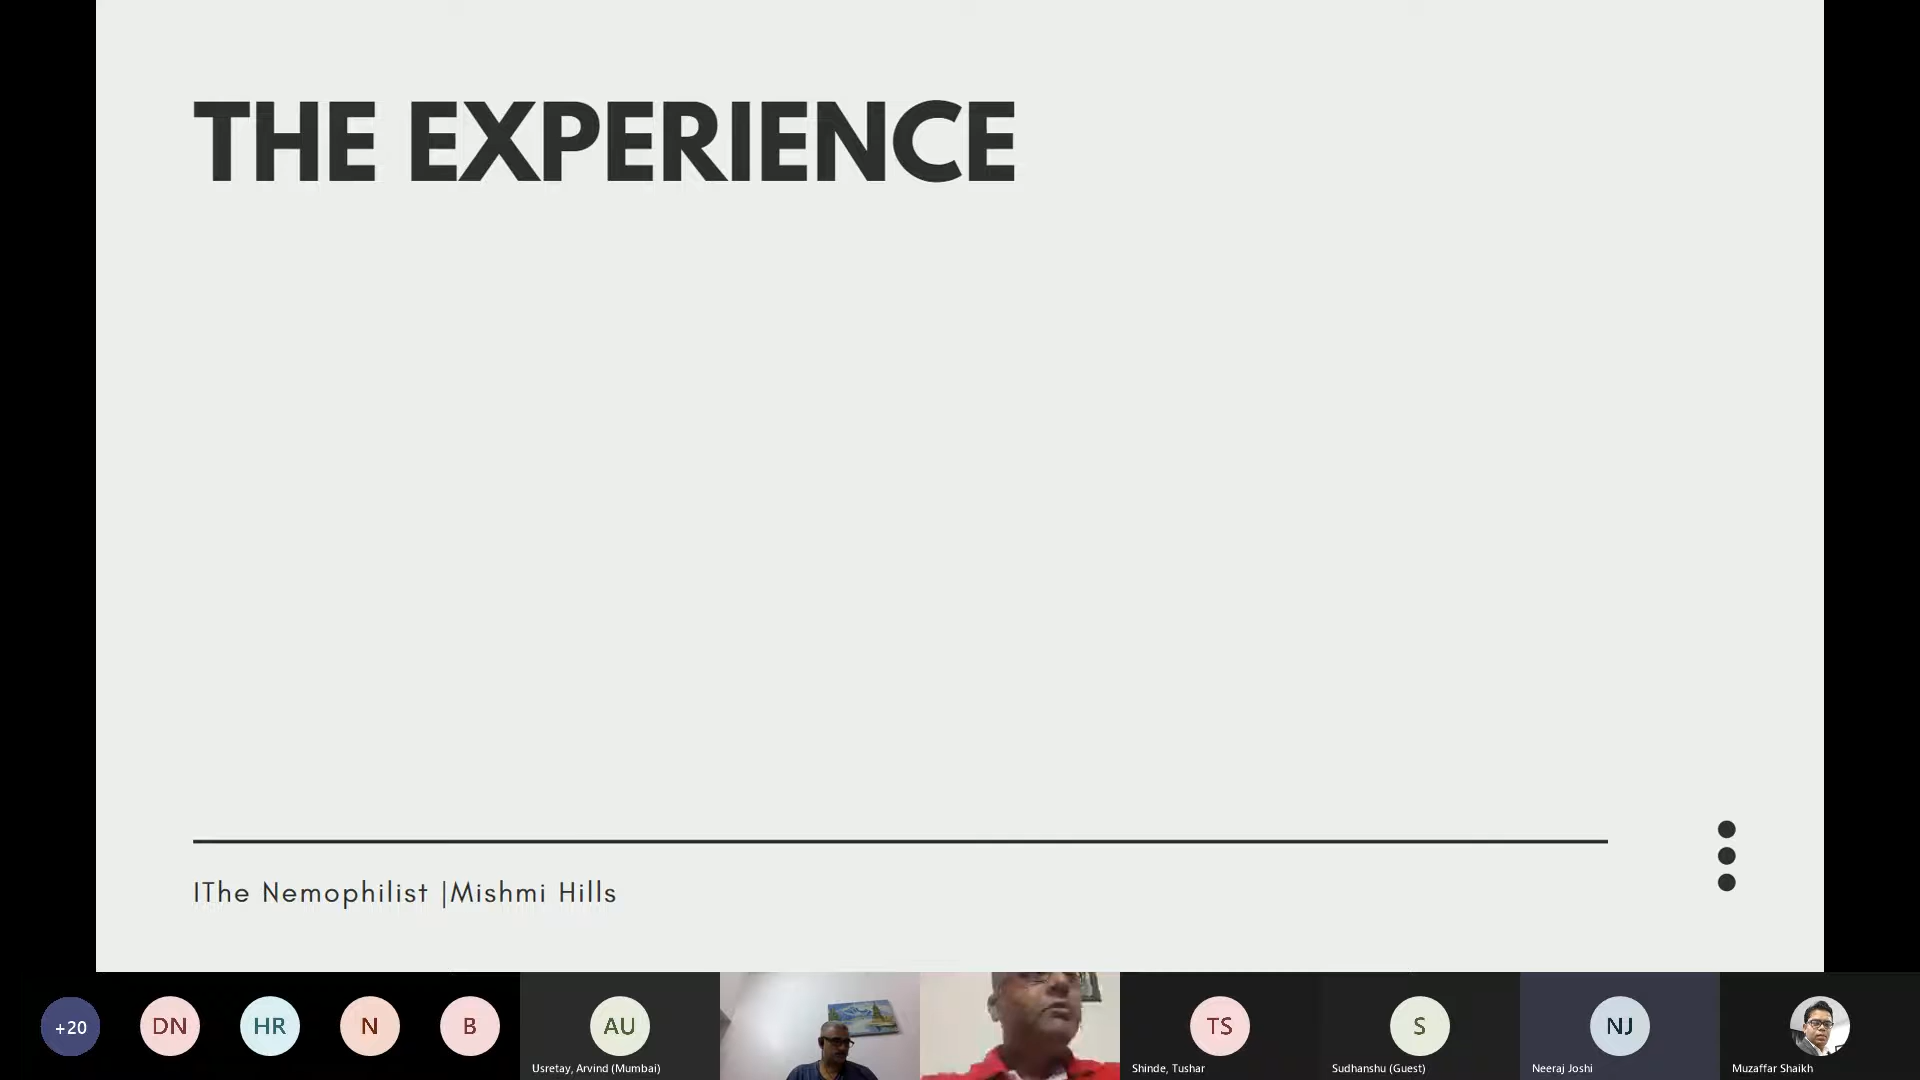 THE EXPERIENCE
IThe Nemophilist |Mishmi Hills
+20
DN
HR
N
B
AU
Usretay, Arvind (Mumbai)
TS
Shinde, Tushar
S
Sudhanshu (Guest)
NJ
Neeraj Joshi
Muzaffar Shaikh